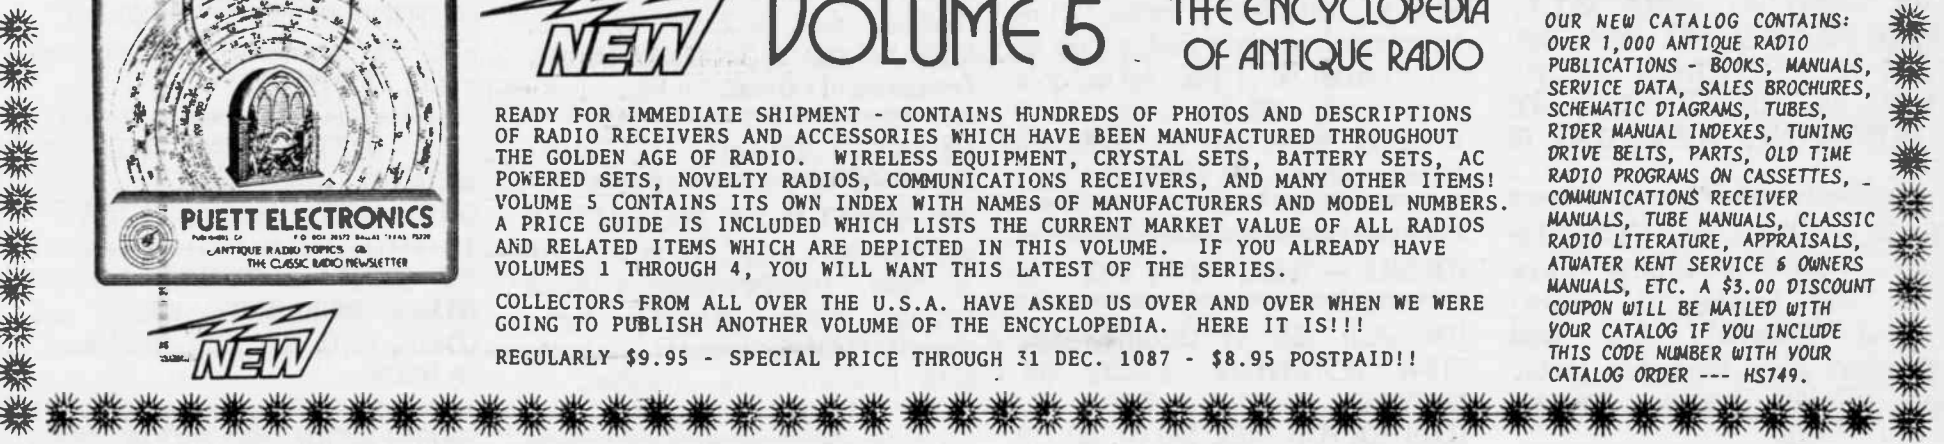 NEW
VOLUME 5
THE ENCYCLOPEDIA
OF ANTIQUE RADIO
READY FOR IMMEDIATE SHIPMENT - CONTAINS HUNDREDS OF PHOTOS AND DESCRIPTIONS
OF RADIO RECEIVERS AND ACCESSORIES WHICH HAVE BEEN MANUFACTURED THROUGHOUT
THE GOLDEN AGE OF RADIO. WIRELESS EQUIPMENT, CRYSTAL SETS, BATTERY SETS, AC
POWERED SETS, NOVELTY RADIOS, COMMUNICATIONS RECEIVERS, AND MANY OTHER ITEMS!
VOLUME 5 CONTAINS ITS OWN INDEX WITH NAMES OF MANUFACTURERS AND MODEL NUMBERS.
A PRICE GUIDE IS INCLUDED WHICH LISTS THE CURRENT MARKET VALUE OF ALL RADIOS
AND RELATED ITEMS WHICH ARE DEPICTED IN THIS VOLUME. IF YOU ALREADY HAVE
VOLUMES 1 THROUGH 4, YOU WILL WANT THIS LATEST OF THE SERIES.
COLLECTORS FROM ALL OVER THE U.S.A. HAVE ASKED US OVER AND OVER WHEN WE WERE
GOING TO PUBLISH ANOTHER VOLUME OF THE ENCYCLOPEDIA. HERE IT IS!!!
REGULARLY $9.95 - SPECIAL PRICE THROUGH 31 DEC. 1087 - $8.95 POSTPAID!!
PUETT ELECTRONICS
ANTIQUE RADIO TOPICS
THE CLASSIC RADIO NEWSLETTER
NEW
OUR NEW CATALOG CONTAINS:
OVER 1,000 ANTIQUE RADIO
PUBLICATIONS - BOOKS, MANUALS,
SERVICE DATA, SALES BROCHURES,
SCHEMATIC DIAGRAMS, TUBES,
RIDER MANUAL INDEXES, TUNING
DRIVE BELTS, PARTS, OLD TIME
RADIO PROGRAMS ON CASSETTES,
COMMUNICATIONS RECEIVER
MANUALS, TUBE MANUALS, CLASSIC
RADIO LITERATURE, APPRAISALS,
ATWATER KENT SERVICE & OWNERS
MANUALS, ETC. A $3.00 DISCOUNT
COUPON WILL BE MAILED WITH
YOUR CATALOG IF YOU INCLUDE
THIS CODE NUMBER WITH YOUR
CATALOG ORDER --- HS749.